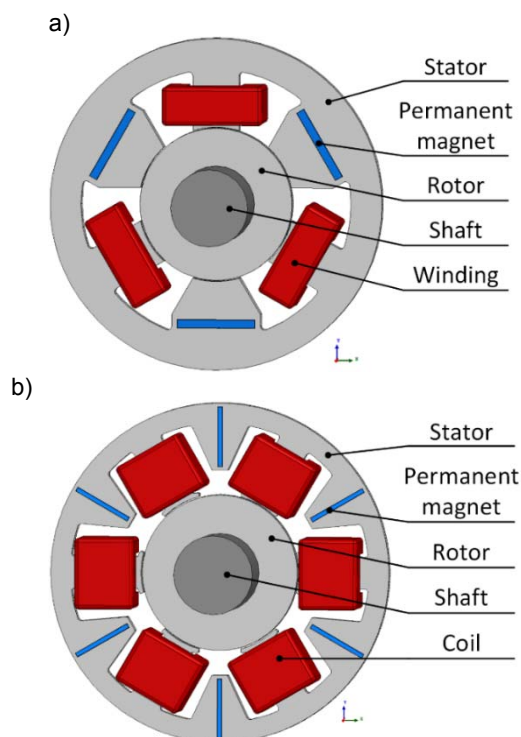 a)
Stator
Permanent
magnet
Rotor
Shaft
Winding
b)
Stator
Permanent
magnet
Rotor
Shaft
Coil